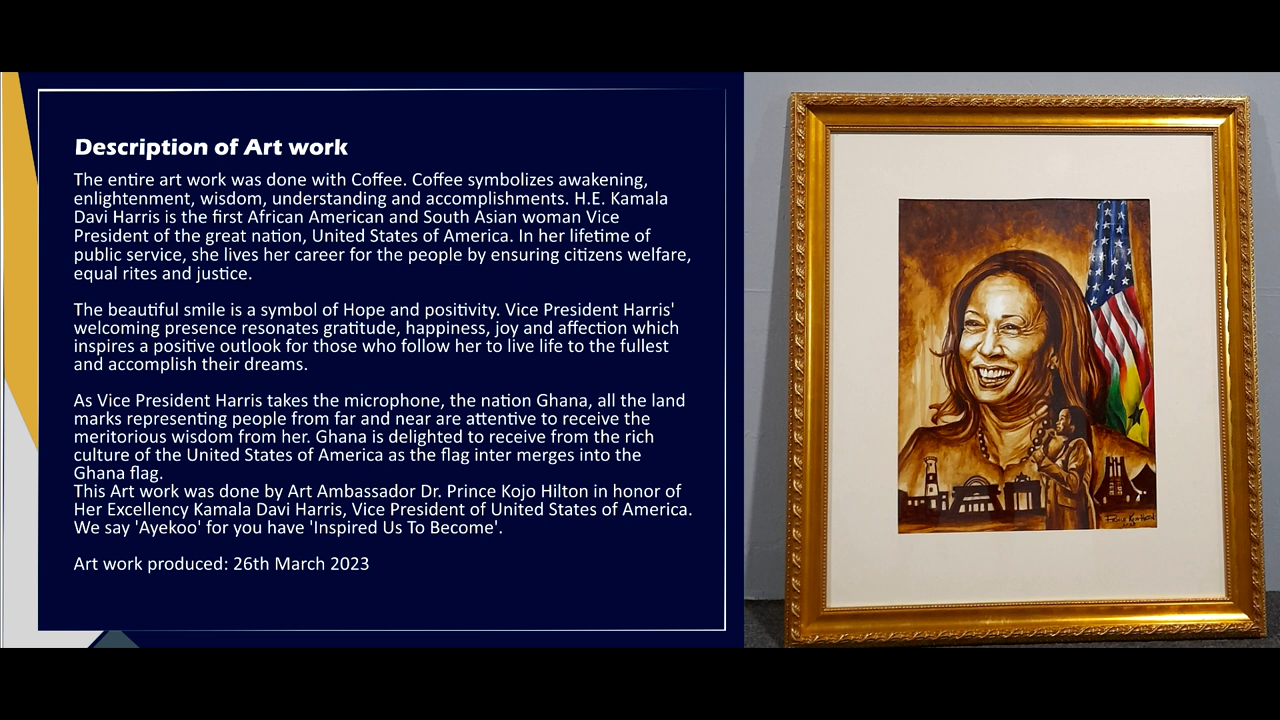 Description of Art work
The entire art work was done with Coffee. Coffee symbolizes awakening,
enlightenment, wisdom, understanding and accomplishments. H.E. Kamala
Davi Harris is the first African American and South Asian woman Vice
President of the great nation, United States of America. In her lifetime of
public service, she lives her career for the people by ensuring citizens welfare,
equal rites and justice.
The beautiful smile is a symbol of Hope and positivity. Vice President Harris'
welcoming presence resonates gratitude, happiness, joy and affection which
inspires a positive outlook for those who follow her to live life to the fullest
and accomplish their dreams.
As Vice President Harris takes the microphone, the nation Ghana, all the land
marks representing people from far and near are attentive to receive the
meritorious wisdom from her. Ghana is delighted to receive from the rich
culture of the United States of America as the flag inter merges into the
Ghana flag.
This Art work was done by Art Ambassador Dr. Prince Kojo Hilton in honor of
Her Excellency Kamala Davi Harris, Vice President of United States of America.
We say 'Ayekoo' for you have 'Inspired Us To Become'.
Art work produced: 26th March 2023